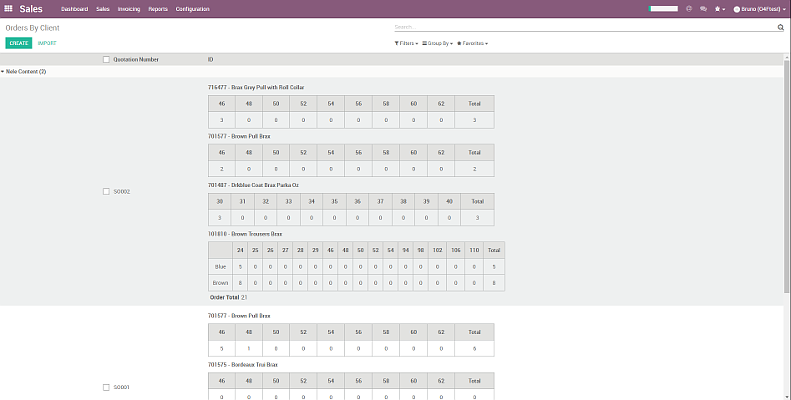 Sales Dashboard Sales Invoicing Reports Configuration Bruno (O4Ftest)
Orders By Client Search...
CREATE IMPORT Filters Group By Favorites
Quotation Number ID
Nele Content (2)
716477 - Brax Grey Pull with Roll Collar
46 48 50 52 54 56 58 60 62 Total
3 0 0 0 0 0 0 0 0 3
701577 - Brown Pull Brax
46 48 50 52 54 56 58 60 62 Total
2 0 0 0 0 0 0 0 0 2
SO002
701487 - Drkblue Coat Brax Parka Oz
30 31 32 33 34 35 36 37 38 39 40 Total
3 0 0 0 0 0 0 0 0 0 0 3
101810 - Brown Trousers Brax
24 25 26 27 28 29 46 48 50 52 54 94 98 102 106 110 Total
Blue 5 0 0 0 0 0 0 0 0 0 0 0 0 0 0 0 5
Brown 8 0 0 0 0 0 0 0 0 0 0 0 0 0 0 0 8
Order Total 21
701577 - Brown Pull Brax
46 48 50 52 54 56 58 60 62 Total
5 1 0 0 0 0 0 0 0 6
701575 - Bordeaux Trui Brax
46 48 50 52 54 56 58 60 62 Total
SO001
0 0 0 0 0 0 0 0 0 0